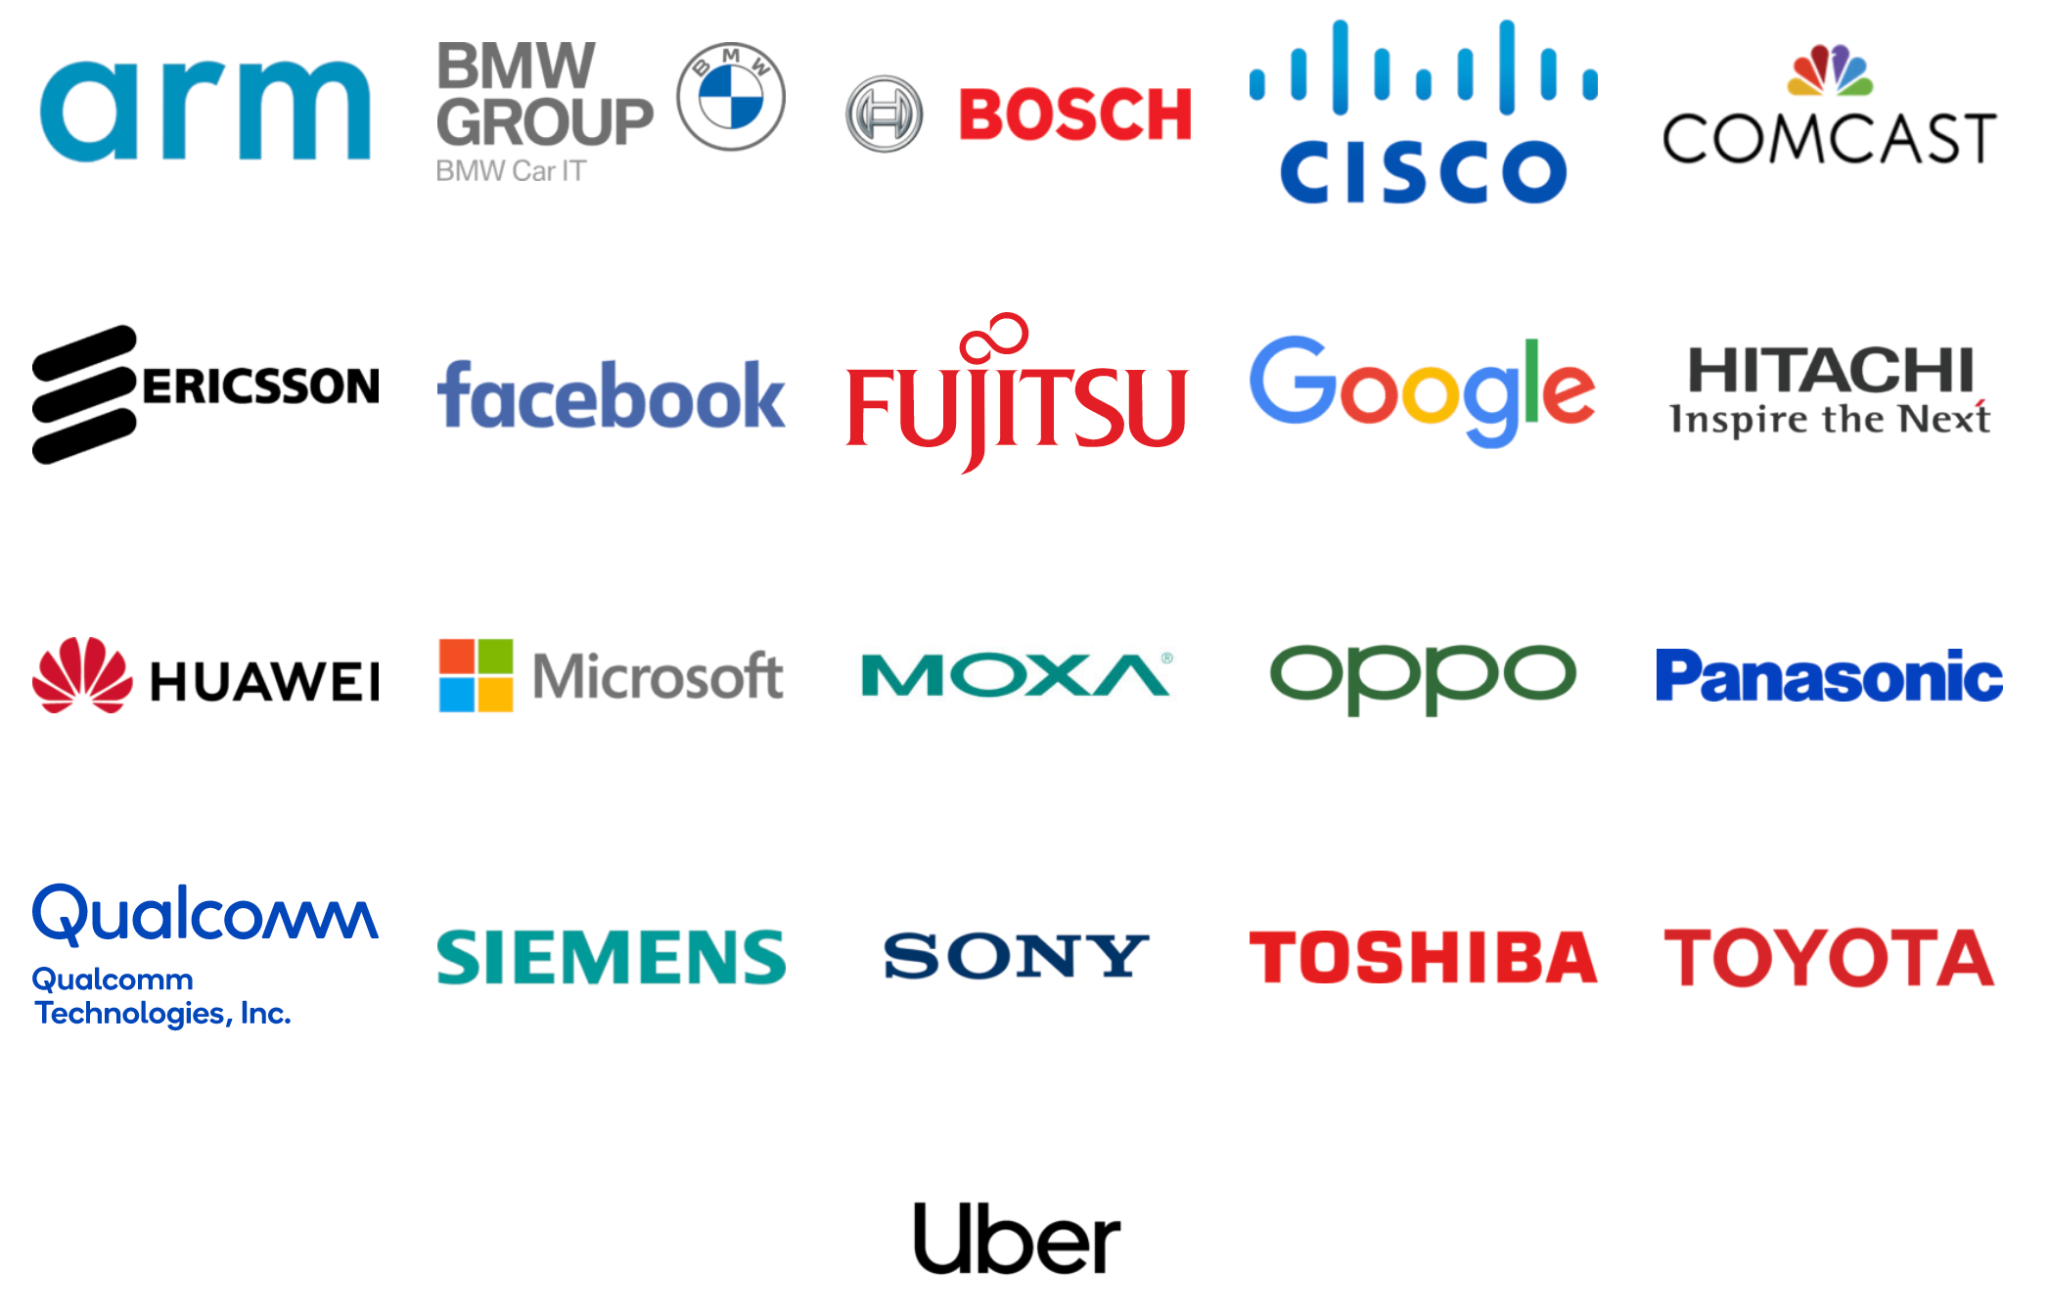 arm
BMW
GROUP
BMW Car IT
BMW
BOSCH
CISCO
COMCAST
ERICSSON
facebook
FUJITSU
Google
HITACHI
Inspire the Next
HUAWEI
Microsoft
MOXA®
oppo
Panasonic
Qualcomm
Qualcomm
Technologies, Inc.
SIEMENS
SONY
TOSHIBA
TOYOTA
Uber